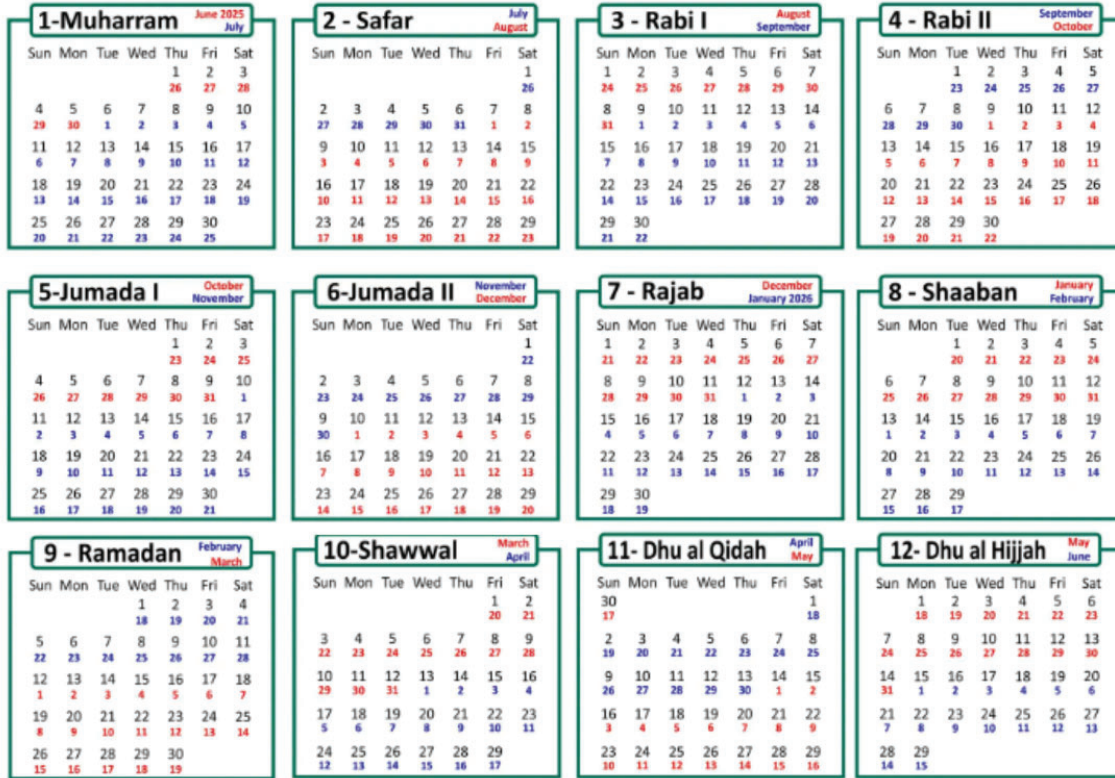 1-Muharram
June 2025
July
Sun Mon Tue Wed Thu Fri Sat
1 2 3
26 27 28
4 5 6 7 8 9 10
29 30 1 2 3 4 5
11 12 13 14 15 16 17
6 7 8 9 10 11 12
18 19 20 21 22 23 24
13 14 15 16 17 18 19
25 26 27 28 29 30
20 21 22 23 24 25
2 - Safar
July
August
Sun Mon Tue Wed Thu Fri Sat
1
26
2 3 4 5 6 7 8
27 28 29 30 31 1 2
9 10 11 12 13 14 15
3 4 5 6 7 8 9
16 17 18 19 20 21 22
10 11 12 13 14 15 16
23 24 25 26 27 28 29
17 18 19 20 21 22 23
3 - Rabi I
August
September
Sun Mon Tue Wed Thu Fri Sat
1 2 3 4 5 6 7
24 25 26 27 28 29 30
8 9 10 11 12 13 14
31 1 2 3 4 5 6
15 16 17 18 19 20 21
7 8 9 10 11 12 13
22 23 24 25 26 27 28
14 15 16 17 18 19 20
29 30
21 22
4 - Rabi II
September
October
Sun Mon Tue Wed Thu Fri Sat
1 2 3 4 5
23 24 25 26 27
6 7 8 9 10 11 12
28 29 30 1 2 3 4
13 14 15 16 17 18 19
5 6 7 8 9 10 11
20 21 22 23 24 25 26
12 13 14 15 16 17 18
27 28 29 30
19 20 21 22
5-Jumada I
October
November
Sun Mon Tue Wed Thu Fri Sat
1 2 3
23 24 25
4 5 6 7 8 9 10
26 27 28 29 30 31 1
11 12 13 14 15 16 17
2 3 4 5 6 7 8
18 19 20 21 22 23 24
9 10 11 12 13 14 15
25 26 27 28 29 30
16 17 18 19 20 21
6-Jumada II
November
December
Sun Mon Tue Wed Thu Fri Sat
1
22
2 3 4 5 6 7 8
23 24 25 26 27 28 29
9 10 11 12 13 14 15
30 1 2 3 4 5 6
16 17 18 19 20 21 22
7 8 9 10 11 12 13
23 24 25 26 27 28 29
14 15 16 17 18 19 20
7 - Rajab
December
January 2026
Sun Mon Tue Wed Thu Fri Sat
1 2 3 4 5 6 7
21 22 23 24 25 26 27
8 9 10 11 12 13 14
28 29 30 31 1 2 3
15 16 17 18 19 20 21
4 5 6 7 8 9 10
22 23 24 25 26 27 28
11 12 13 14 15 16 17
29 30
18 19
8 - Shaaban
January
February
Sun Mon Tue Wed Thu Fri Sat
1 2 3 4 5
20 21 22 23 24
6 7 8 9 10 11 12
25 26 27 28 29 30 31
13 14 15 16 17 18 19
1 2 3 4 5 6 7
20 21 22 23 24 25 26
8 9 10 11 12 13 14
27 28 29
15 16 17
9 - Ramadan
February
March
Sun Mon Tue Wed Thu Fri Sat
1 2 3 4
18 19 20 21
5 6 7 8 9 10 11
22 23 24 25 26 27 28
12 13 14 15 16 17 18
1 2 3 4 5 6 7
19 20 21 22 23 24 25
8 9 10 11 12 13 14
26 27 28 29 30
15 16 17 18 19
10-Shawwal
March
April
Sun Mon Tue Wed Thu Fri Sat
1 2
20 21
3 4 5 6 7 8 9
22 23 24 25 26 27 28
10 11 12 13 14 15 16
29 30 31 1 2 3 4
17 18 19 20 21 22 23
5 6 7 8 9 10 11
24 25 26 27 28 29
12 13 14 15 16 17
11- Dhu al Qidah
April
May
Sun Mon Tue Wed Thu Fri Sat
30 1
17 18
2 3 4 5 6 7 8
19 20 21 22 23 24 25
9 10 11 12 13 14 15
26 27 28 29 30 1 2
16 17 18 19 20 21 22
3 4 5 6 7 8 9
23 24 25 26 27 28 29
10 11 12 13 14 15 16
12- Dhu al Hijjah
May
June
Sun Mon Tue Wed Thu Fri Sat
1 2 3 4 5 6
18 19 20 21 22 23
7 8 9 10 11 12 13
24 25 26 27 28 29 30
14 15 16 17 18 19 20
31 1 2 3 4 5 6
21 22 23 24 25 26 27
7 8 9 10 11 12 13
28 29
14 15